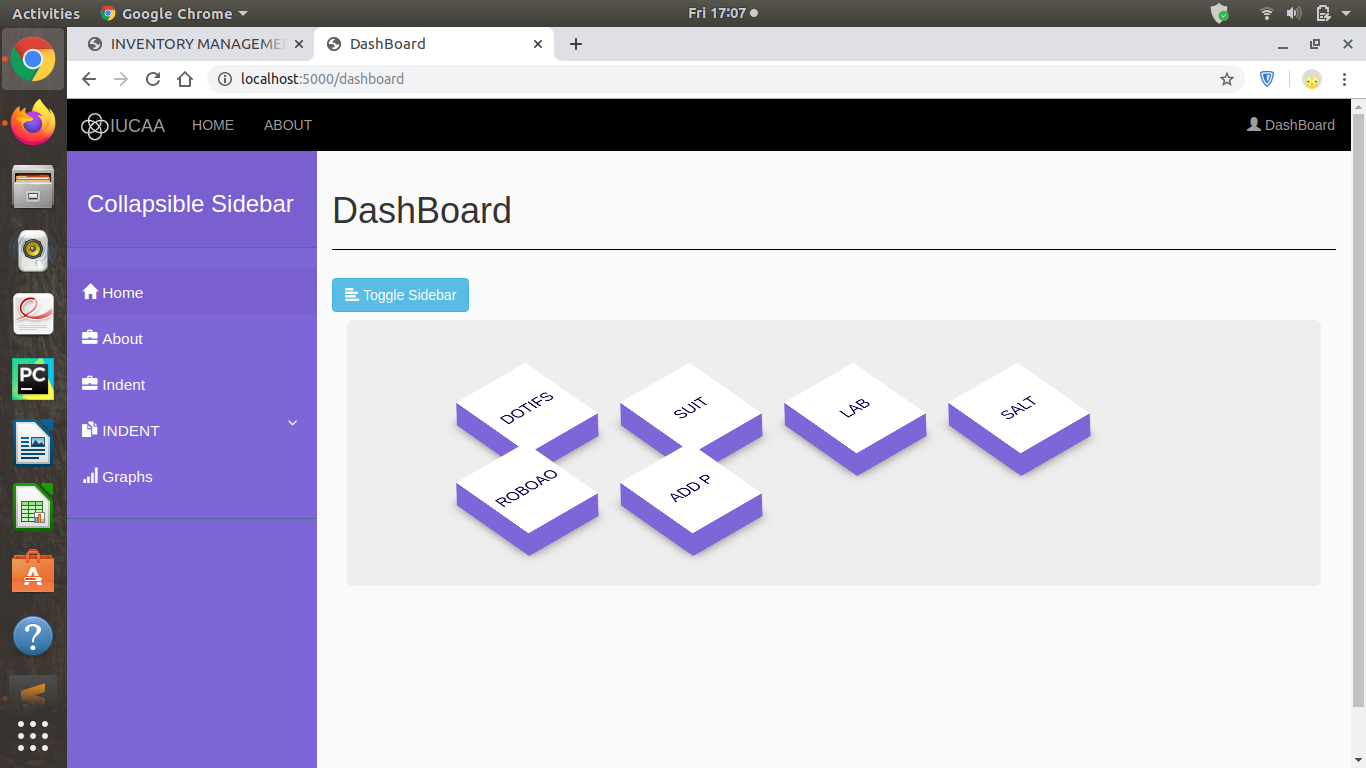 Activities Google Chrome Fri 17:07
INVENTORY MANAGEME DashBoard
localhost:5000/dashboard
IUCAA HOME ABOUT DashBoard
Collapsible Sidebar
DashBoard
Toggle Sidebar
Home
About
Indent
INDENT
Graphs
DOTIFS SUIT LAB SALT
ROBOAO ADD P
PC
?